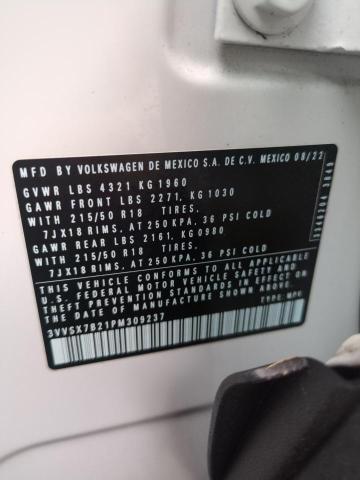 MFD BY VOLKSWAGEN DE MEXICO S.A. DE C.V. MEXICO 08/22
GVWR LBS 4321 KG 1960
GAWR FRONT LBS 2271, KG 1030
WITH 215/50 R18 TIRES,
7JX18 RIMS, AT 250 KPA, 36 PSI COLD
GAWR REAR LBS 2161, KG 0980
WITH 215/50 R18 TIRES,
7JX18 RIMS, AT 250 KPA, 36 PSI COLD
THIS VEHICLE CONFORMS TO ALL APPLICABLE
U.S. FEDERAL MOTOR VEHICLE SAFETY AND
THEFT PREVENTION STANDARDS IN EFFECT ON THE
DATE OF MANUFACTURE SHOWN ABOVE.
3VVSX7B21PM309237 TYPE: MPV